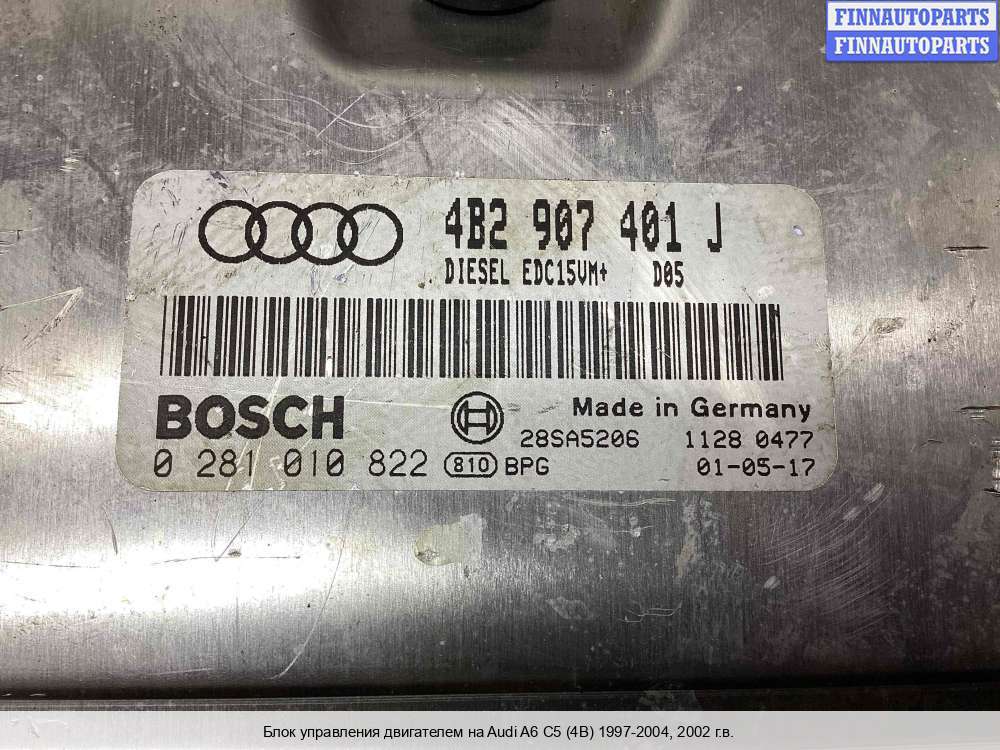 FINNAUTOPARTS
FINNAUTOPARTS
4B2 907 401 J
DIESEL EDC15VM+ D05
BOSCH
Made in Germany
28SA5206 1128 0477
0 281 010 822 810 BPG 01-05-17
Блок управления двигателем на Audi A6 C5 (4B) 1997-2004, 2002 г.в.